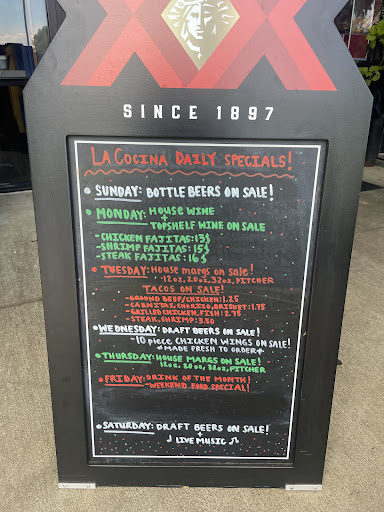 XX
SINCE 1897
LA COCINA DAILY SPECIALS!
• SUNDAY: BOTTLE BEERS ON SALE!
• MONDAY: HOUSE WINE
+
TOPSHELF WINE ON SALE
-CHICKEN FAJITAS: 13$
-SHRIMP FAJITAS: 15$
-STEAK FAJITAS: 16$
• TUESDAY: House margs on sale!
- 12oz, 20oz, 32oz, PITCHER
TACOS ON SALE!
-GROUND BEEF/CHICKEN: 1.25
-CARNITAS, CHORIZO, BRISKET: 1.75
-GRILLED CHICKEN, FISH: 2.75
-STEAK, SHRIMP: 3.50
• WEDNESDAY: DRAFT BEERS ON SALE!
-10 piece CHICKEN WINGS ON SALE!
*MADE FRESH TO ORDER*
• THURSDAY: HOUSE MARGS ON SALE!
12oz, 20oz, 32oz, PITCHER
• FRIDAY: DRINK OF THE MONTH!
-WEEKEND FOOD SPECIAL!
• SATURDAY: DRAFT BEERS ON SALE!
+
♪ LIVE MUSIC ♫